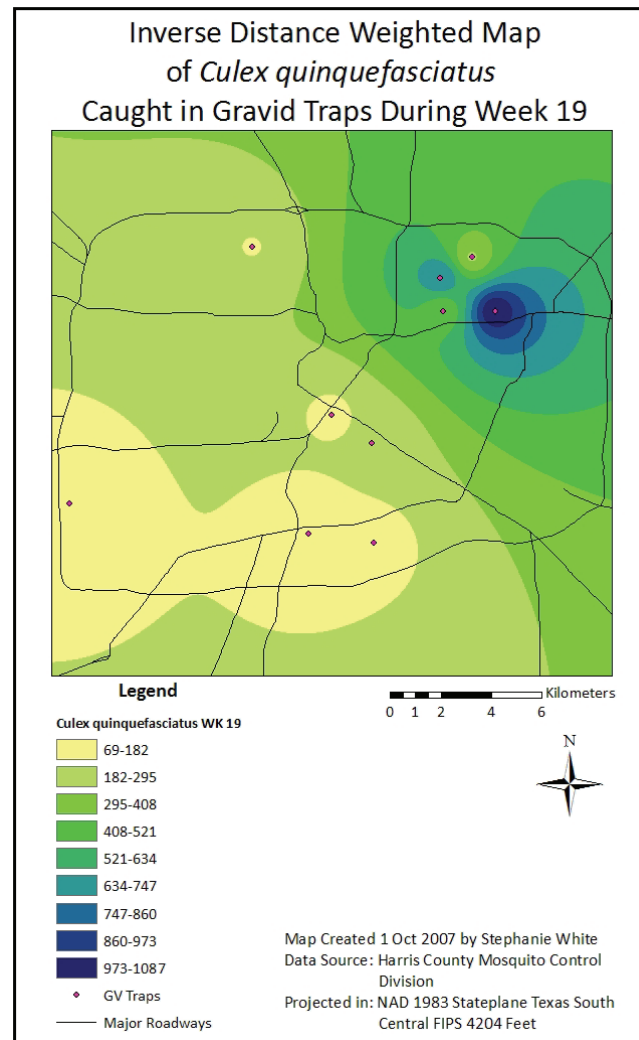 Inverse Distance Weighted Map
of Culex quinquefasciatus
Caught in Gravid Traps During Week 19
Legend
Culex quinquefasciatus WK 19
69-182
182-295
295-408
408-521
521-634
634-747
747-860
860-973
973-1087
GV Traps
Major Roadways
Kilometers
0 1 2 4 6
N
Map Created 1 Oct 2007 by Stephanie White
Data Source: Harris County Mosquito Control
Division
Projected in: NAD 1983 Stateplane Texas South
Central FIPS 4204 Feet